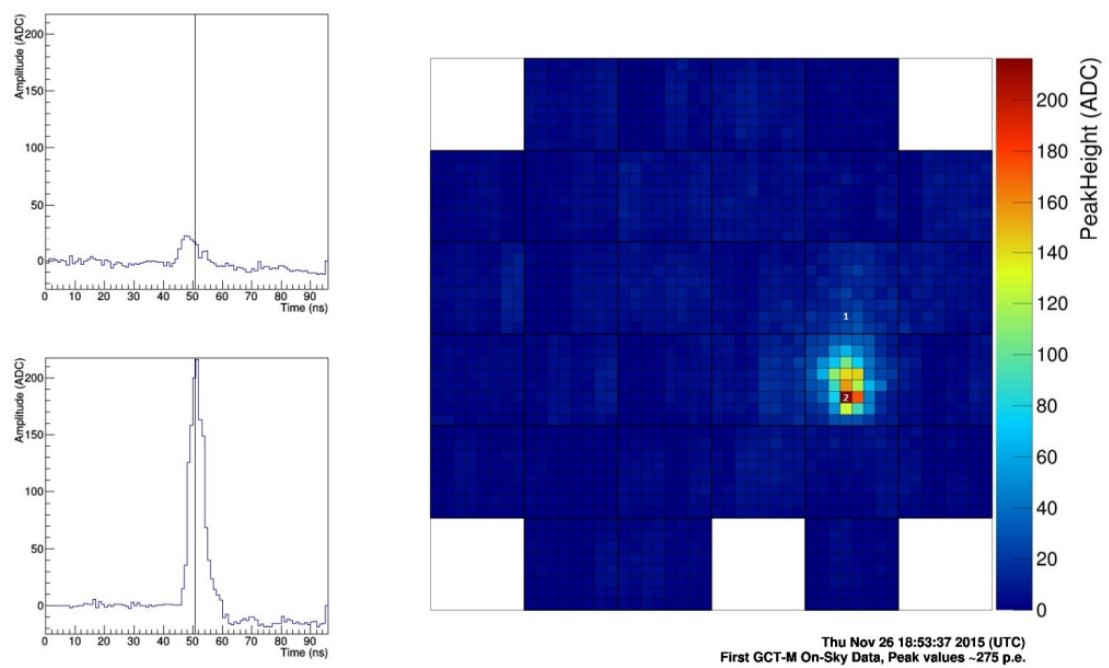 Amplitude (ADC)
200
150
100
50
0
0 10 20 30 40 50 60 70 80 90
Time (ns)
Amplitude (ADC)
200
150
100
50
0
0 10 20 30 40 50 60 70 80 90
Time (ns)
1
2
PeakHeight (ADC)
200
180
160
140
120
100
80
60
40
20
0
Thu Nov 26 18:53:37 2015 (UTC)
First GCT-M On-Sky Data, Peak values ~275 p.e.